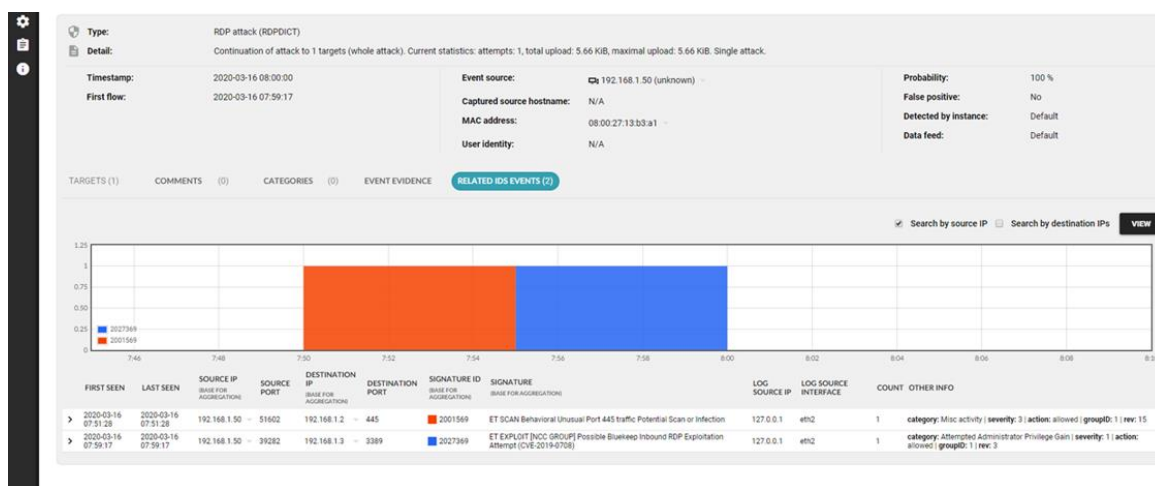 Type: RDP attack (RDPDICT)
Detail: Continuation of attack to 1 targets (whole attack). Current statistics: attempts: 1, total upload: 5.66 KiB, maximal upload: 5.66 KiB. Single attack.
Timestamp: 2020-03-16 08:00:00
First flow: 2020-03-16 07:59:17
Event source: 192.168.1.50 (unknown)
Captured source hostname: N/A
MAC address: 08:00:27:13:b3:a1
User identity: N/A
Probability: 100 %
False positive: No
Detected by instance: Default
Data feed: Default
TARGETS (1) COMMENTS (0) CATEGORIES (0) EVENT EVIDENCE RELATED IDS EVENTS (2)
Search by source IP Search by destination IPs VIEW
1.25
1
0.75
0.50
0.25
0
2027369
2001569
7:46 7:48 7:50 7:52 7:54 7:56 7:58 8:00 8:02 8:04 8:06 8:08
FIRST SEEN LAST SEEN SOURCE IP (BASE FOR AGGREGATION) SOURCE PORT DESTINATION IP (BASE FOR AGGREGATION) DESTINATION PORT SIGNATURE ID (BASE FOR AGGREGATION) SIGNATURE (BASE FOR AGGREGATION) LOG SOURCE IP LOG SOURCE INTERFACE COUNT OTHER INFO
2020-03-16 07:51:28 2020-03-16 07:51:28 192.168.1.50 51602 192.168.1.2 445 2001569 ET SCAN Behavioral Unusual Port 445 traffic Potential Scan or Infection 127.0.0.1 eth2 1 category: Misc activity | severity: 3 | action: allowed | groupID: 1 | rev: 15
2020-03-16 07:59:17 2020-03-16 07:59:17 192.168.1.50 39282 192.168.1.3 3389 2027369 ET EXPLOIT [NCC GROUP] Possible Bluekeep Inbound RDP Exploitation Attempt (CVE-2019-0708) 127.0.0.1 eth2 1 category: Attempted Administrator Privilege Gain | severity: 1 | action: allowed | groupID: 1 | rev: 3